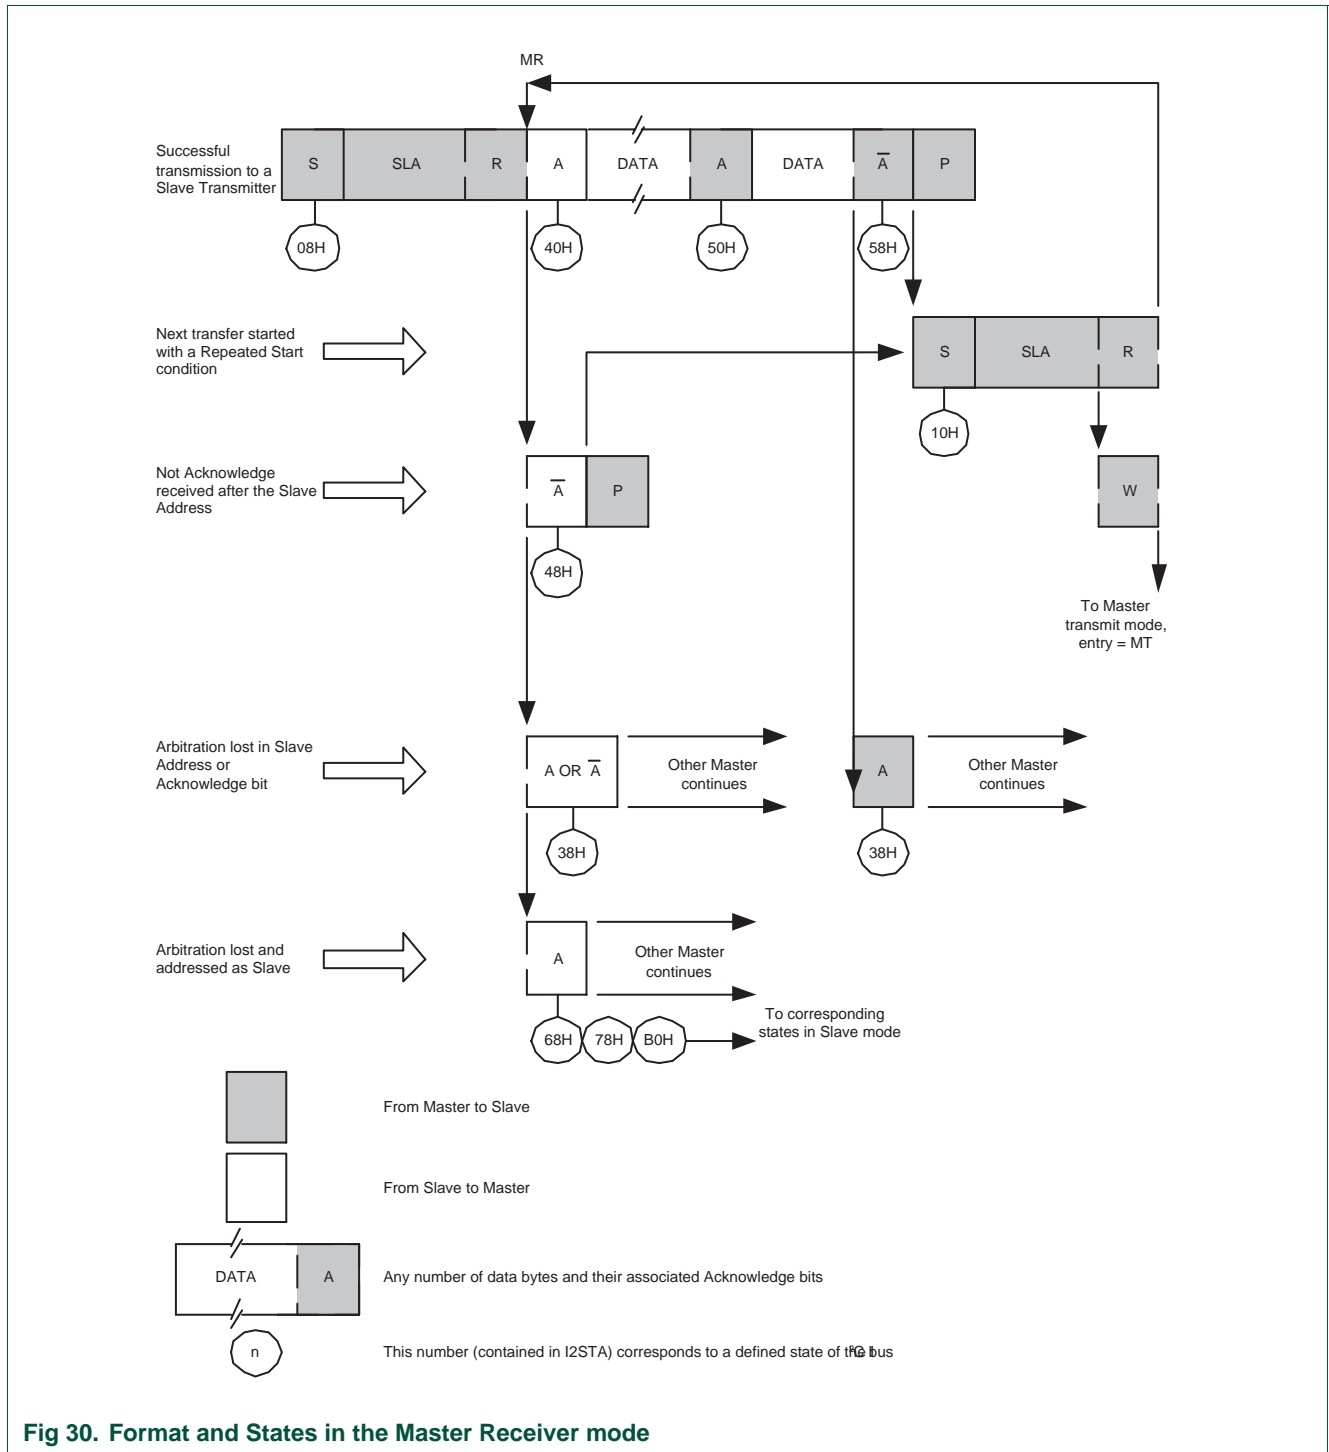 MR
Successful
transmission to a
Slave Transmitter
S SLA R A DATA A DATA A̅ P
08H 40H 50H 58H
Next transfer started
with a Repeated Start
condition
S SLA R
10H
Not Acknowledge
received after the Slave
Address
A̅ P
W
48H
To Master
transmit mode,
entry = MT
Arbitration lost in Slave
Address or
Acknowledge bit
A OR A̅
Other Master
continues
A
Other Master
continues
38H 38H
Arbitration lost and
addressed as Slave
A
Other Master
continues
68H 78H B0H
To corresponding
states in Slave mode
From Master to Slave
From Slave to Master
DATA A
Any number of data bytes and their associated Acknowledge bits
n
This number (contained in I2STA) corresponds to a defined state of bus
Fig 30. Format and States in the Master Receiver mode